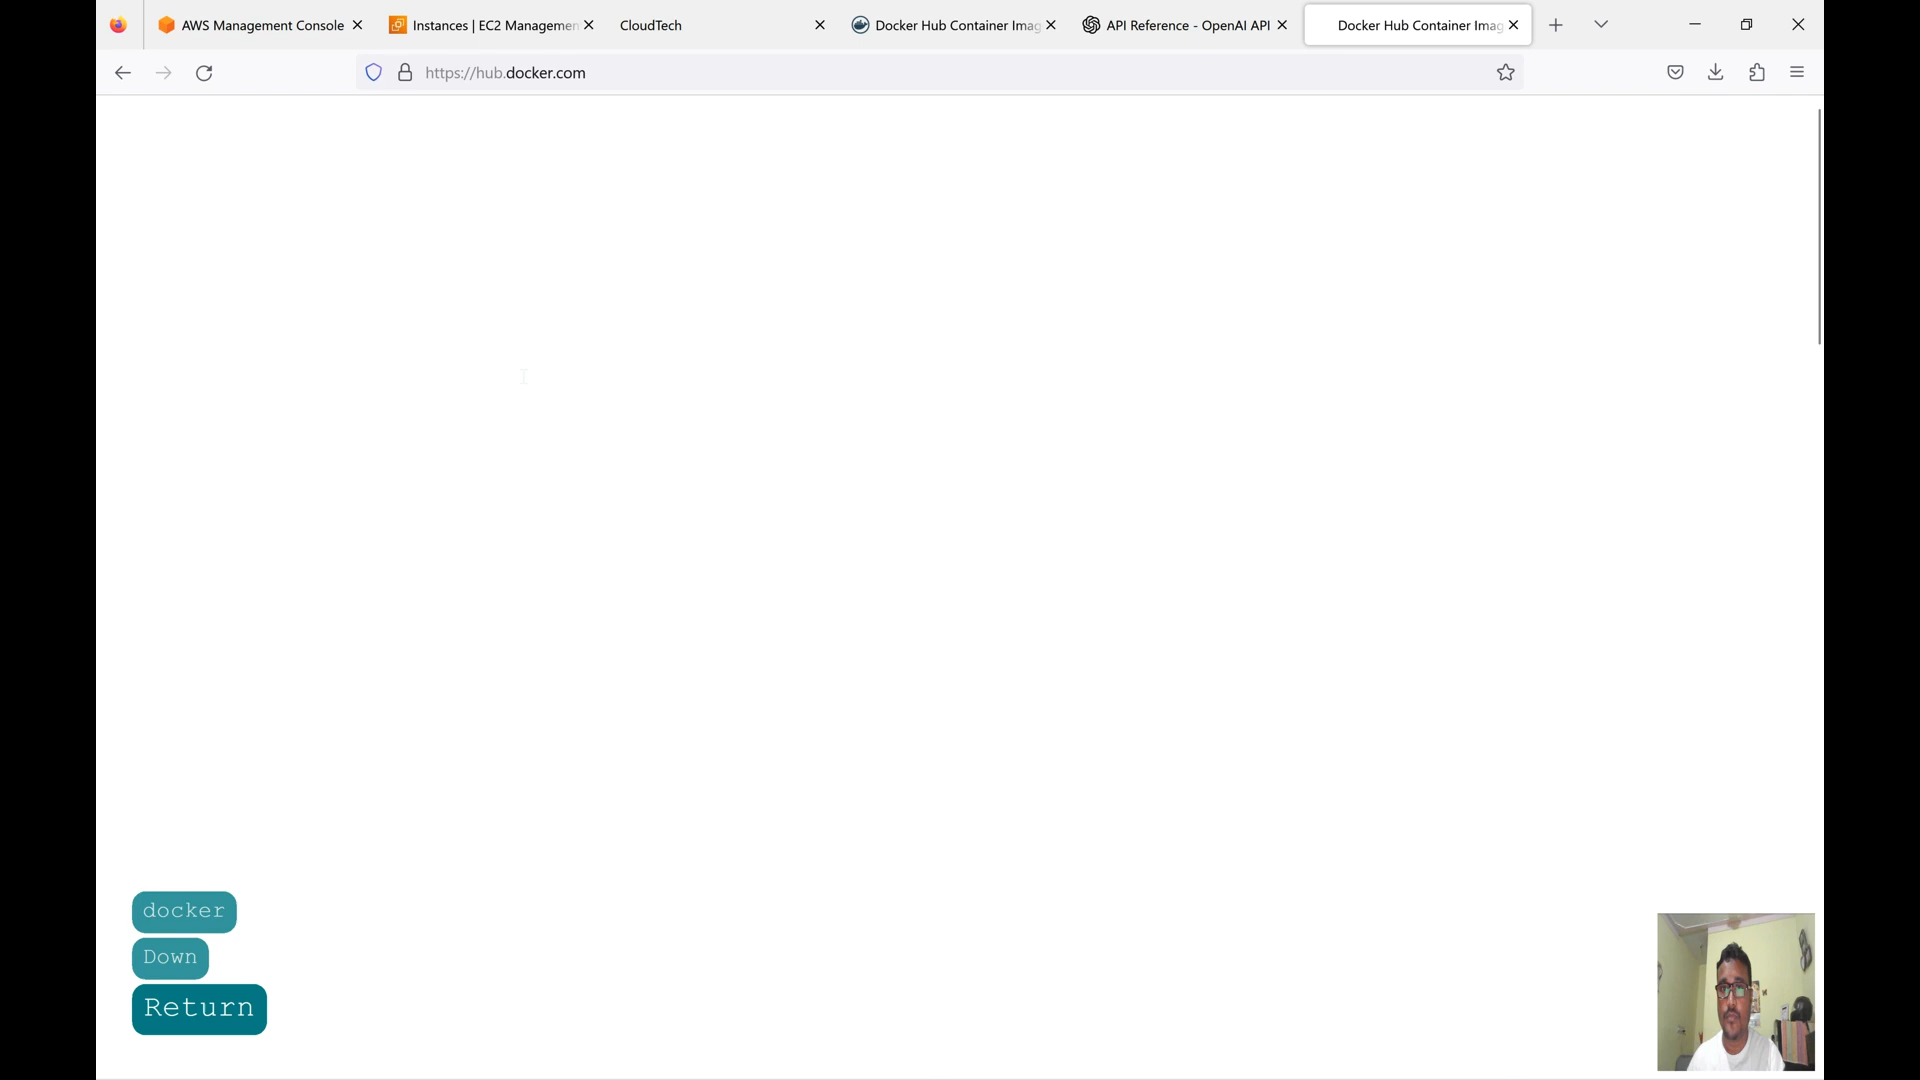 AWS Management Console
Instances | EC2 Managemen
CloudTech
Docker Hub Container Imag
API Reference - OpenAI API
Docker Hub Container Imag
https://hub.docker.com
docker
Down
Return